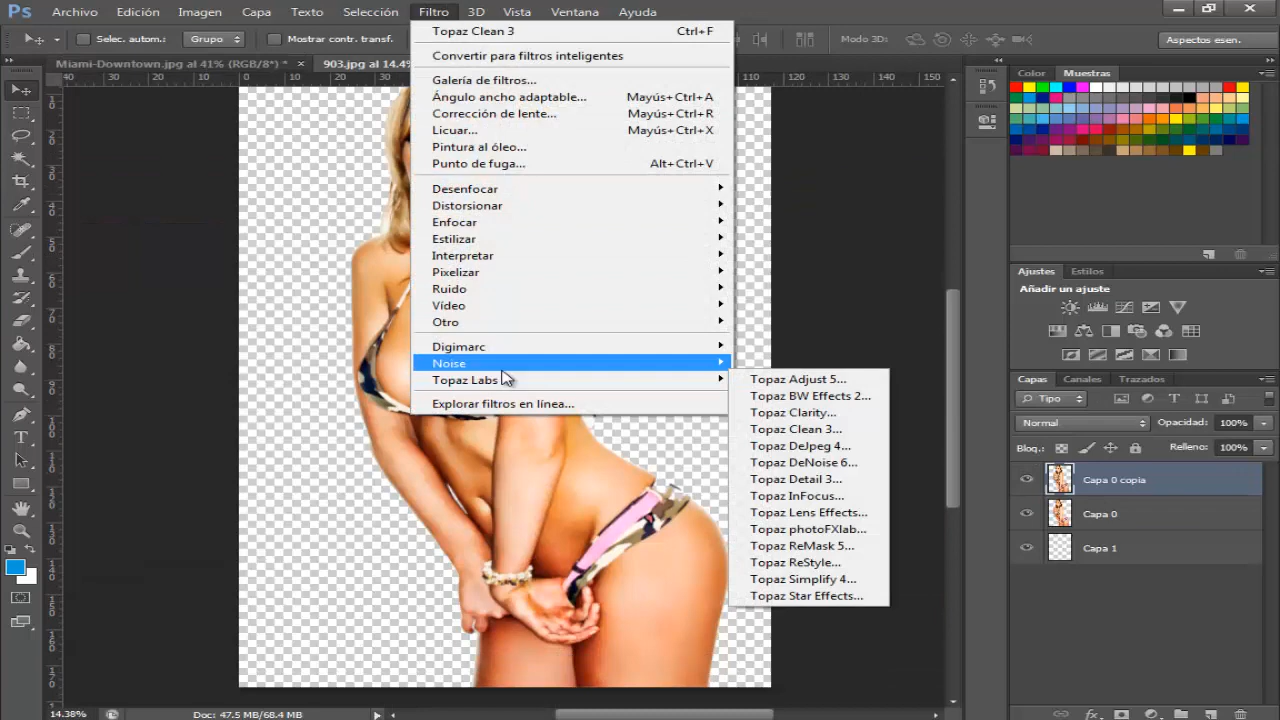 Ps Archivo Edición Imagen Capa Texto Selección Filtro 3D Vista Ventana Ayuda
Selec. autom.: Grupo Mostrar contr. transf. Modo 3D: Aspectos esen.
Miami-Downtown.jpg al 41% (RGB/8*) * × 903.jpg al 14.4%
Topaz Clean 3 Ctrl+F
Convertir para filtros inteligentes
Galería de filtros...
Ángulo ancho adaptable... Mayús+Ctrl+A
Corrección de lente... Mayús+Ctrl+R
Licuar... Mayús+Ctrl+X
Pintura al óleo...
Punto de fuga... Alt+Ctrl+V
Desenfocar
Distorsionar
Enfocar
Estilizar
Interpretar
Pixelizar
Ruido
Vídeo
Otro
Digimarc
Noise
Topaz Labs
Explorar filtros en línea...
Topaz Adjust 5...
Topaz BW Effects 2...
Topaz Clarity...
Topaz Clean 3...
Topaz DeJpeg 4...
Topaz DeNoise 6...
Topaz Detail 3...
Topaz InFocus...
Topaz Lens Effects...
Topaz photoFXlab...
Topaz ReMask 5...
Topaz ReStyle...
Topaz Simplify 4...
Topaz Star Effects...
Color Muestras
Ajustes Estilos
Añadir un ajuste
Capas Canales Trazados
Tipo
Normal Opacidad: 100%
Bloq.: Relleno: 100%
Capa 0 copia
Capa 0
Capa 1
14.38% Doc: 47.5 MB/68.4 MB